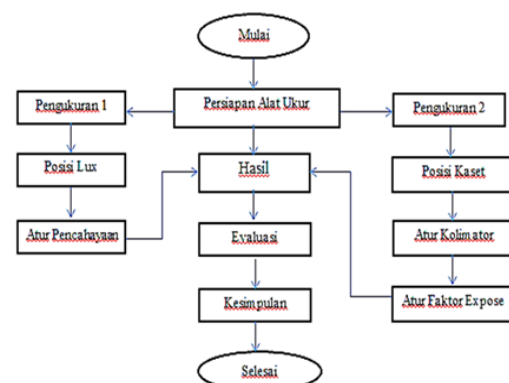 Mulai
Pengukuran 1
Persiapan Alat Ukur
Pengukuran 2
Posisi Lux
Hasil
Posisi Kaset
Atur Pencahayaan
Evaluasi
Atur Kolimator
Kesimpulan
Atur Faktor Expose
Selesai